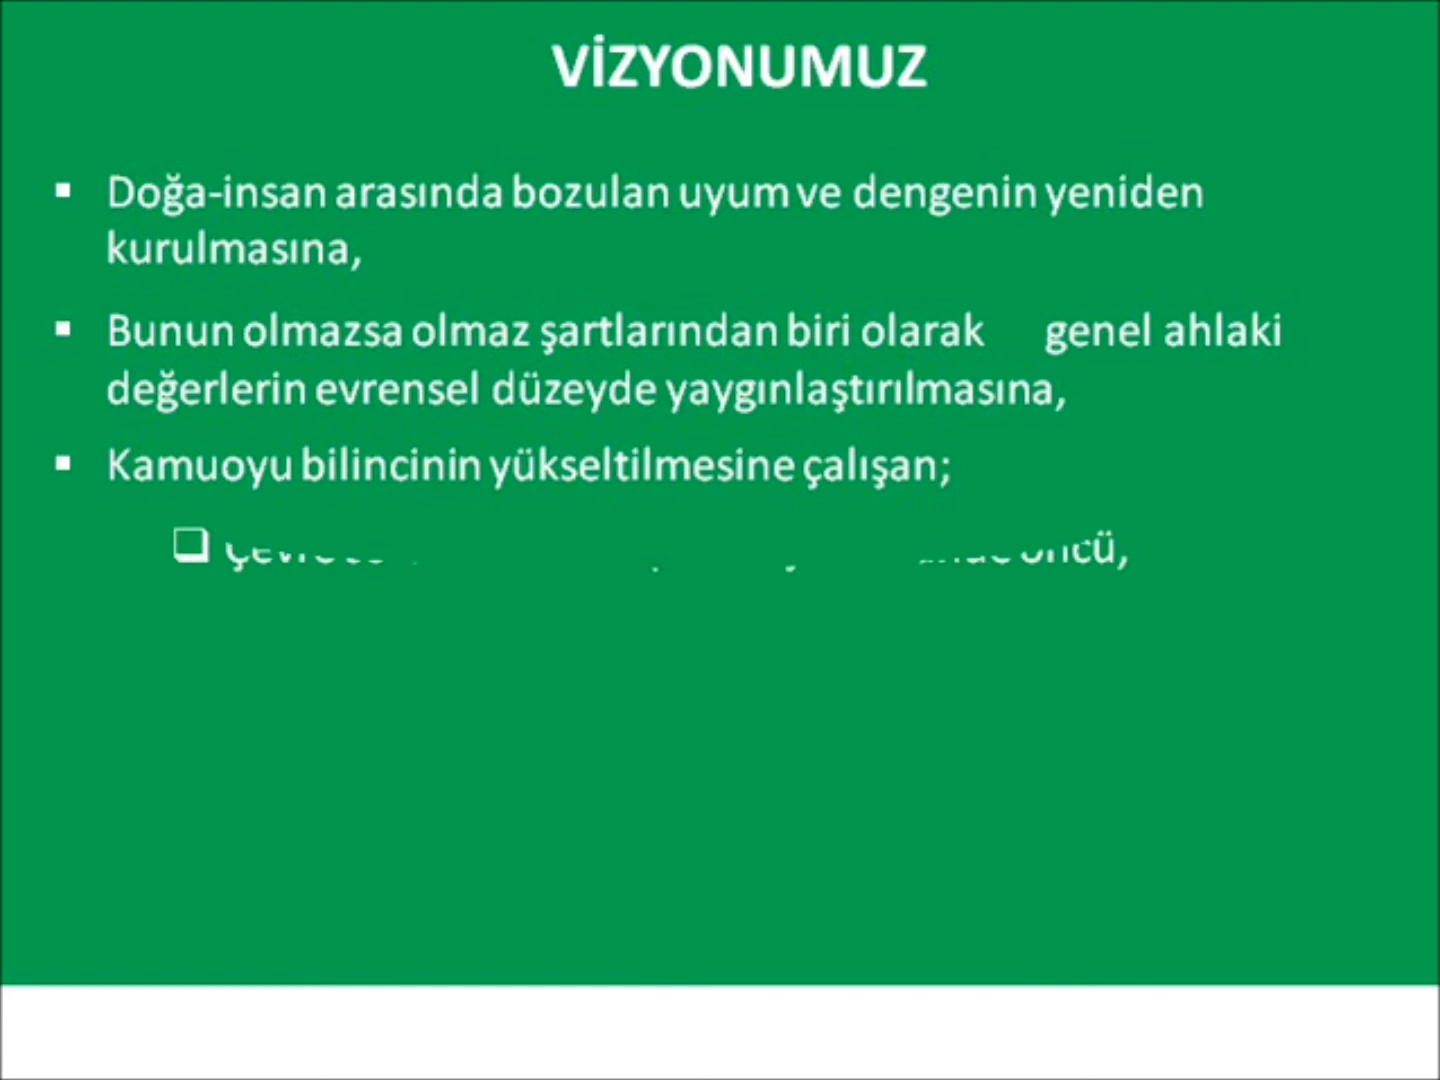 VİZYONUMUZ
Doğa-insan arasında bozulan uyum ve dengenin yeniden
kurulmasına,
Bunun olmazsa olmaz şartlarından biri olarak genel ahlaki
değerlerin evrensel düzeyde yaygınlaştırılmasına,
Kamuoyu bilincinin yükseltilmesine çalışan;
öncü,